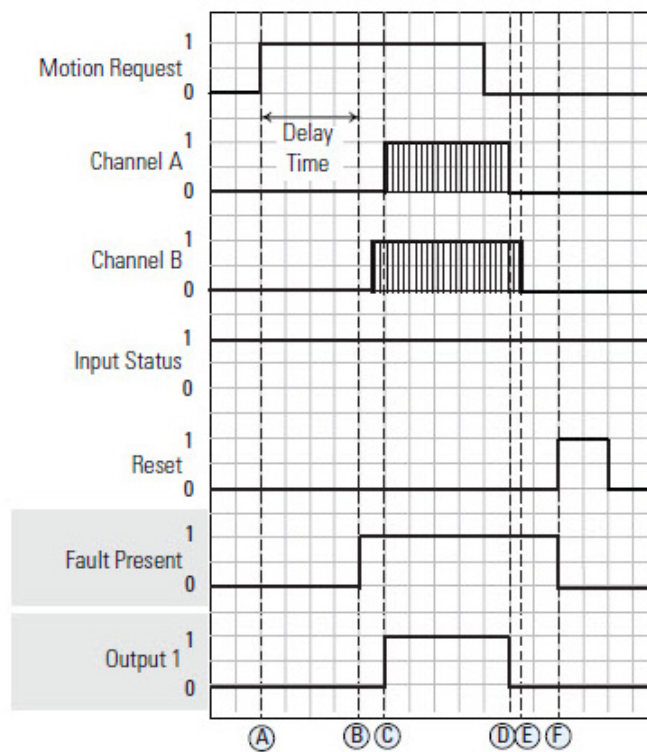 1
Motion Request
0
Delay
Time
1
Channel A
0
1
Channel B
0
1
Input Status
0
1
Reset
0
1
Fault Present
0
1
Output 1
0
A B C D E F